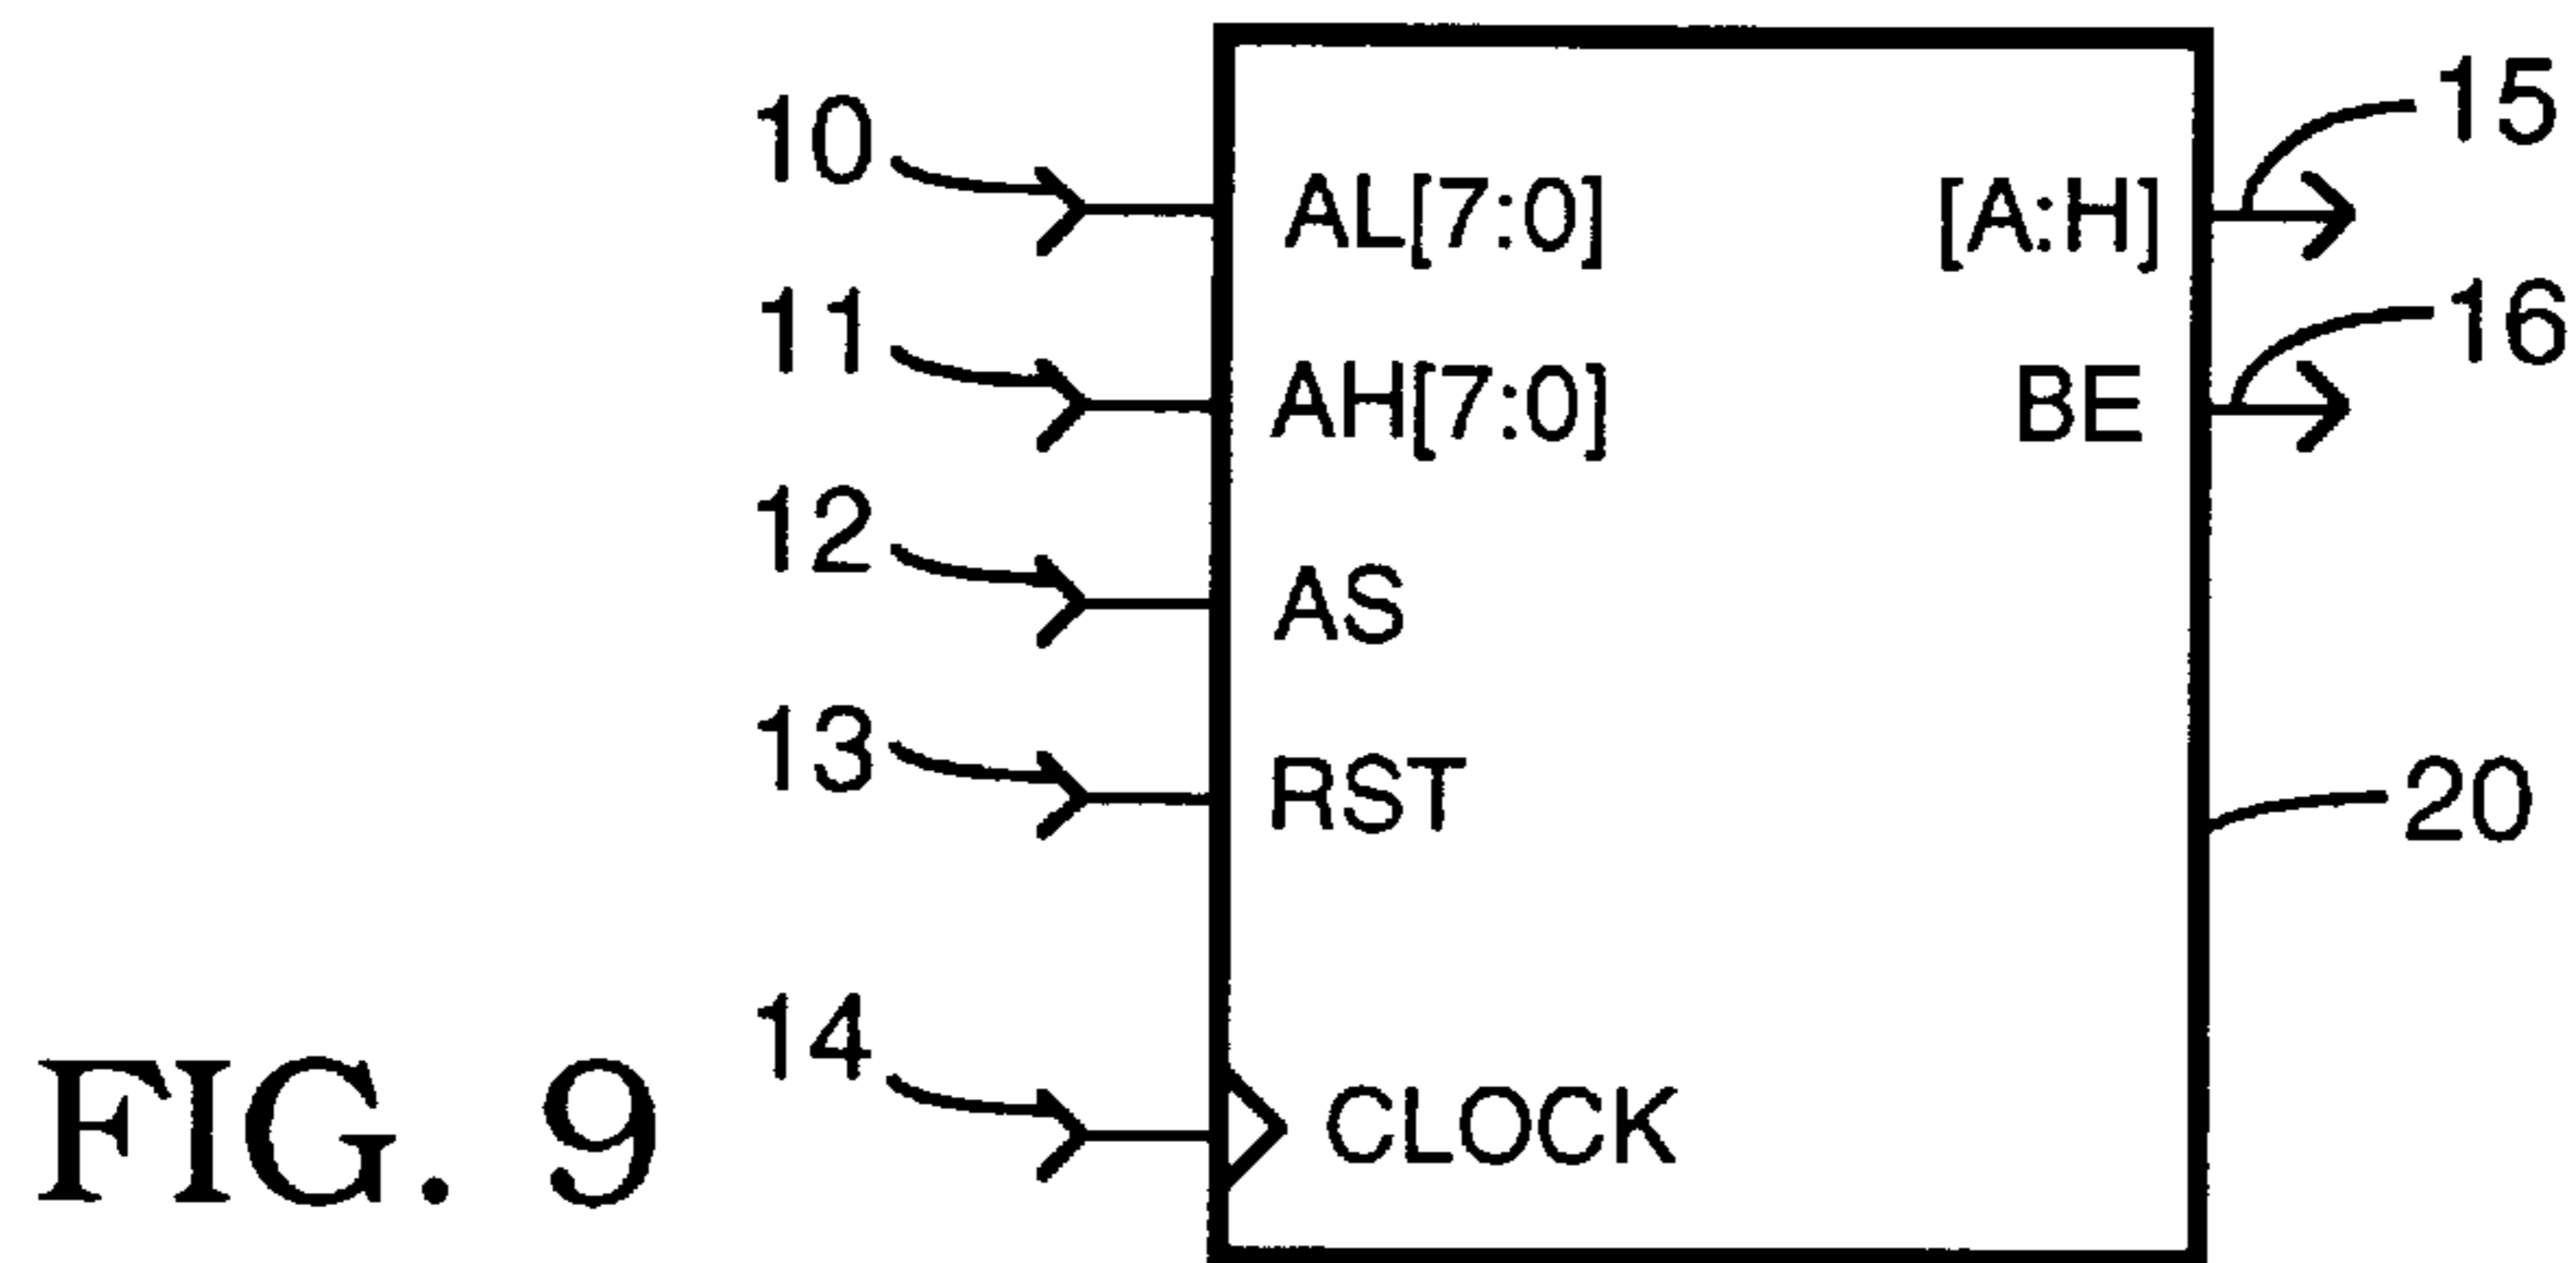 10 AL[7:0] [A:H] 15
11 AH[7:0] BE 16
12 AS
13 RST 20
14 CLOCK
FIG. 9